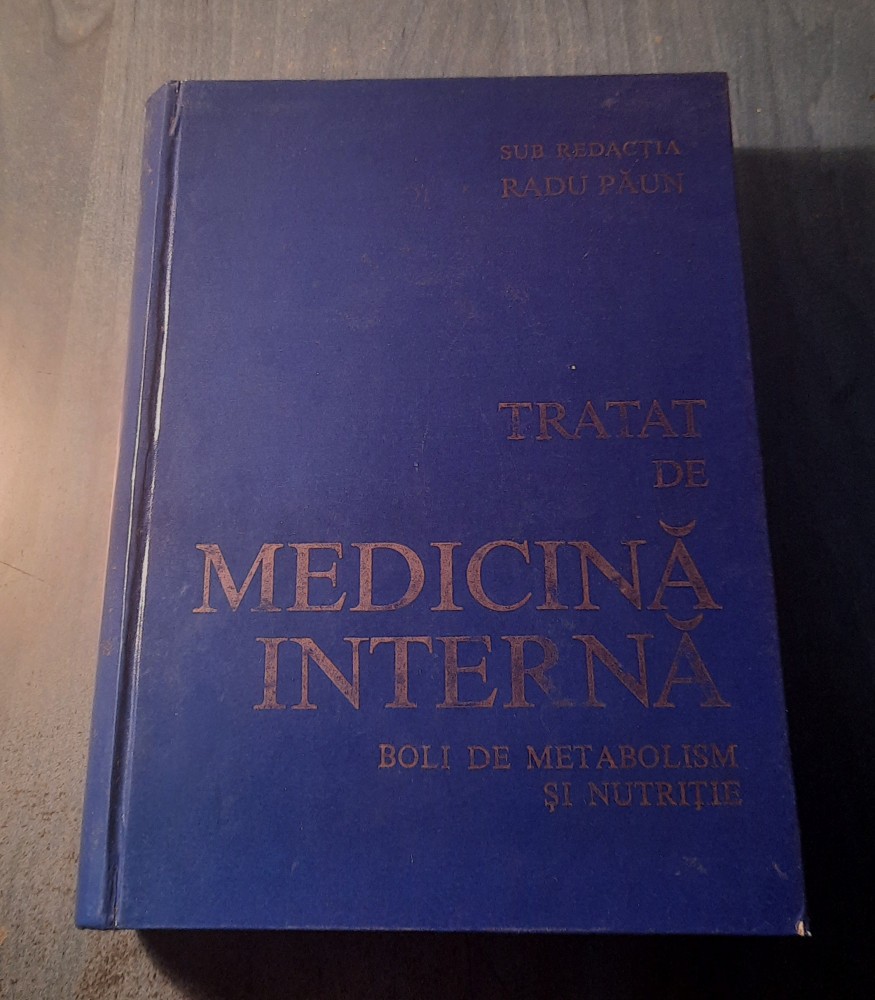 SUB REDACȚIA
RADU PĂUN
TRATAT
DE
MEDICINĂ
INTERNĂ
BOLI DE METABOLISM
ȘI NUTRIȚIE